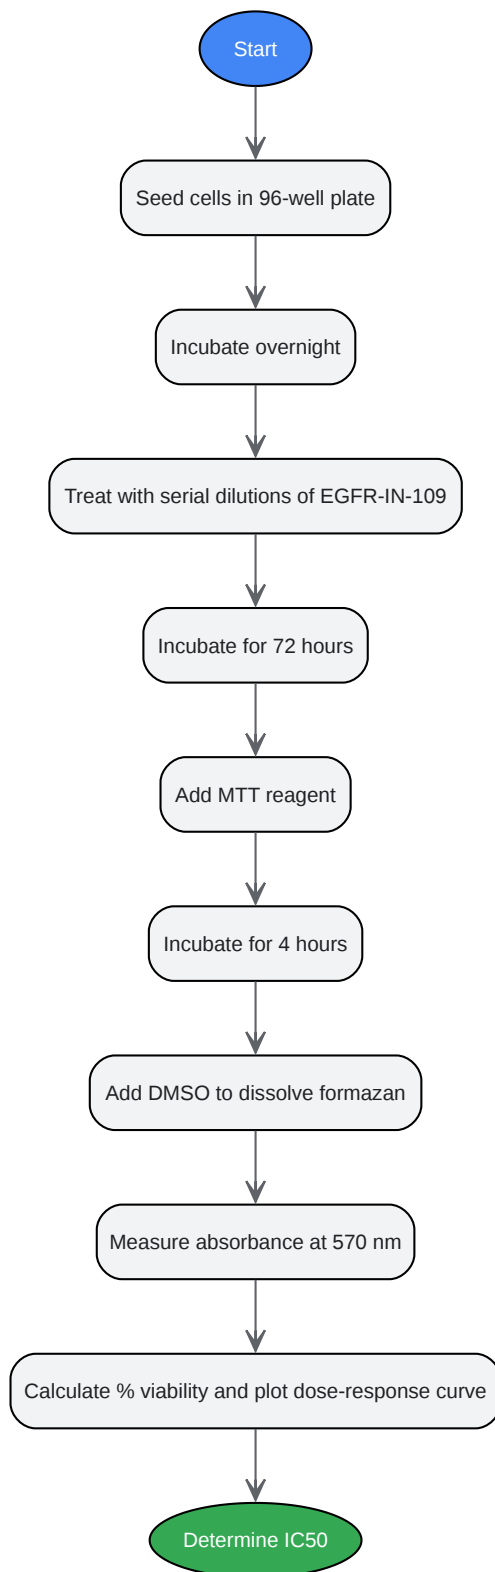 Start
Seed cells in 96-well plate
Incubate overnight
Treat with serial dilutions of EGFR-IN-109
Incubate for 72 hours
Add MTT reagent
Incubate for 4 hours
Add DMSO to dissolve formazan
Measure absorbance at 570 nm
Calculate % viability and plot dose-response curve
Determine IC50